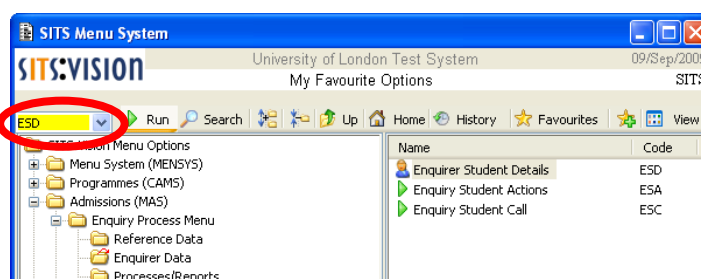 SITS Menu System
SITS:VISION
University of London Test System
09/Sep/2009
My Favourite Options
SITS
ESD
Run Search Up Home History Favourites View
SITS:Vision Menu Options
Menu System (MENSYS)
Programmes (CAMS)
Admissions (MAS)
Enquiry Process Menu
Reference Data
Enquirer Data
Processes/Reports
Name Code
Enquirer Student Details ESD
Enquiry Student Actions ESA
Enquiry Student Call ESC